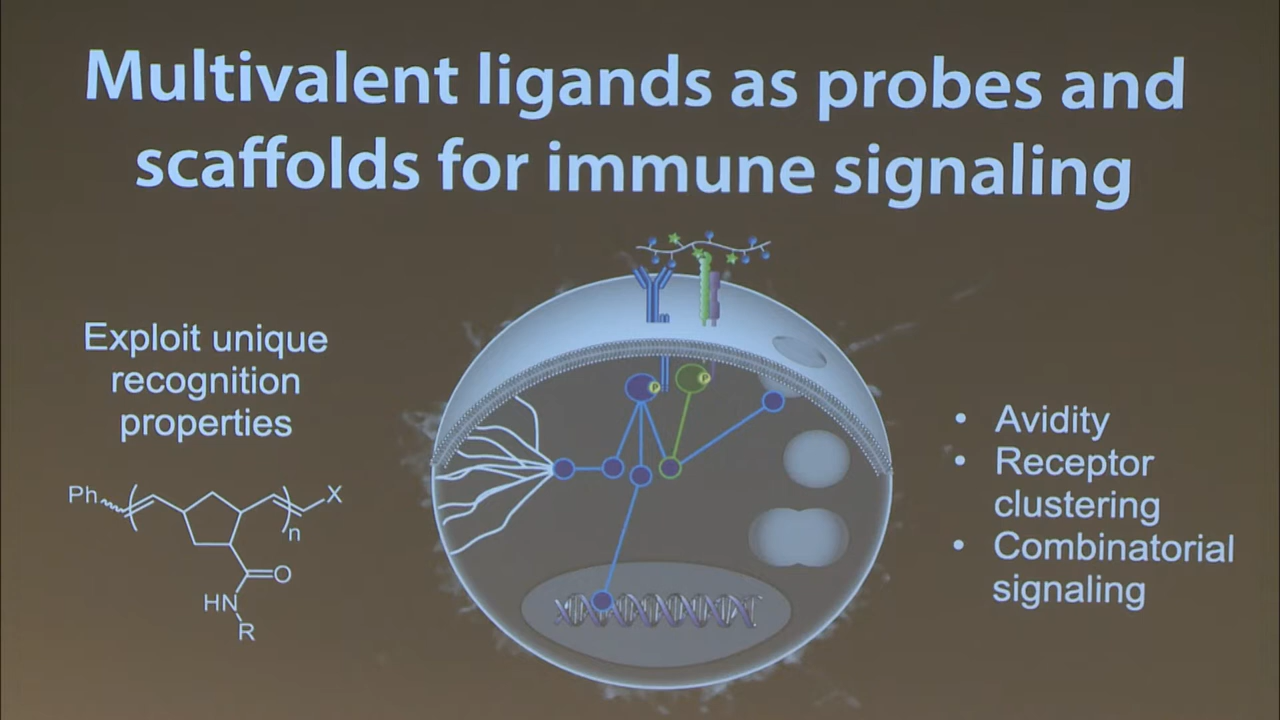 Multivalent ligands as probes and
scaffolds for immune signaling
Exploit unique
recognition
properties
Ph
X
n
O
HN
R
P
P
• Avidity
• Receptor
clustering
• Combinatorial
signaling